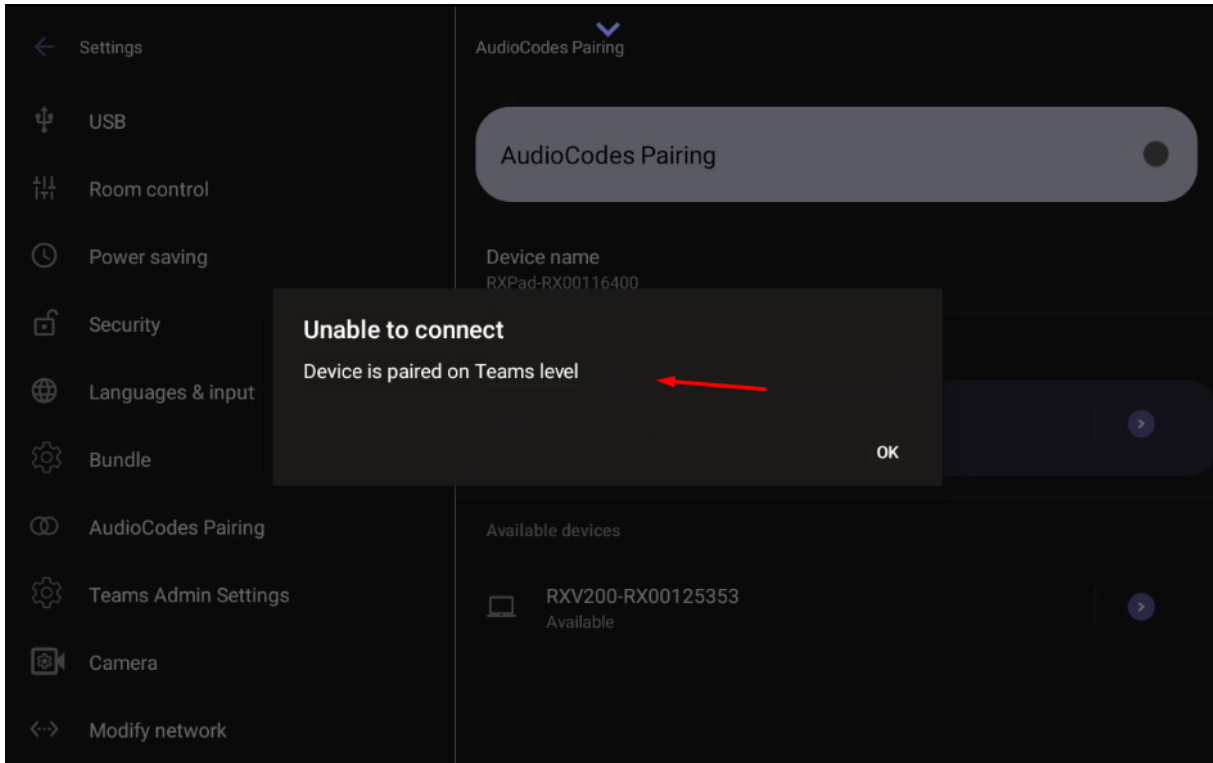 Settings
USB
Room control
Power saving
Security
Languages & input
Bundle
AudioCodes Pairing
Teams Admin Settings
Camera
Modify network
AudioCodes Pairing
AudioCodes Pairing
Device name
RXPad-RX00116400
Unable to connect
Device is paired on Teams level
OK
Available devices
RXV200-RX00125353
Available